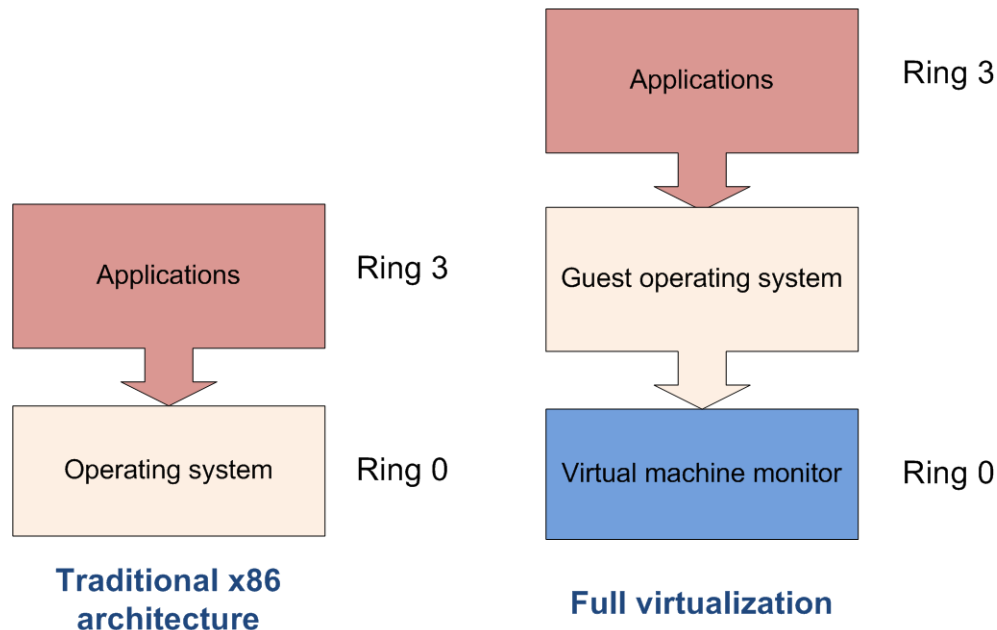 Applications
Ring 3
Operating system
Ring 0
Traditional x86
architecture
Applications
Ring 3
Guest operating system
Virtual machine monitor
Ring 0
Full virtualization